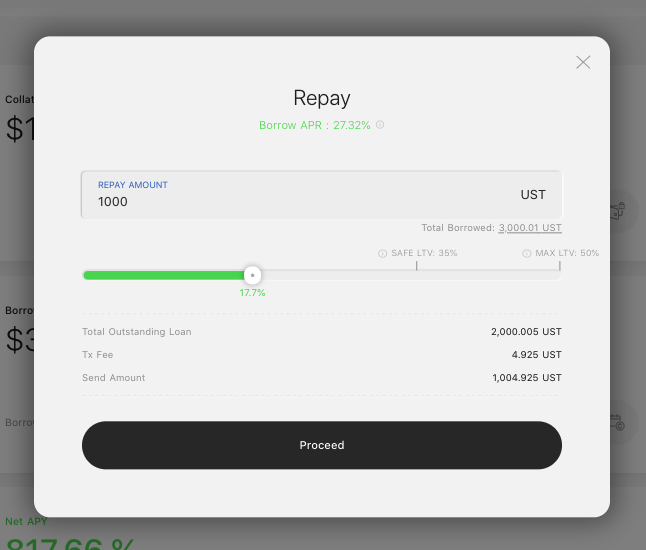 Repay
Borrow APR : 27.32%
Collat
$1
REPAY AMOUNT
1000
UST
Total Borrowed: 3,000.01 UST
SAFE LTV: 35%
MAX LTV: 50%
17.7%
Borro
$3
Total Outstanding Loan 2,000.005 UST
Tx Fee 4.925 UST
Send Amount 1,004.925 UST
Borro
Proceed
Net APY
817.66 %